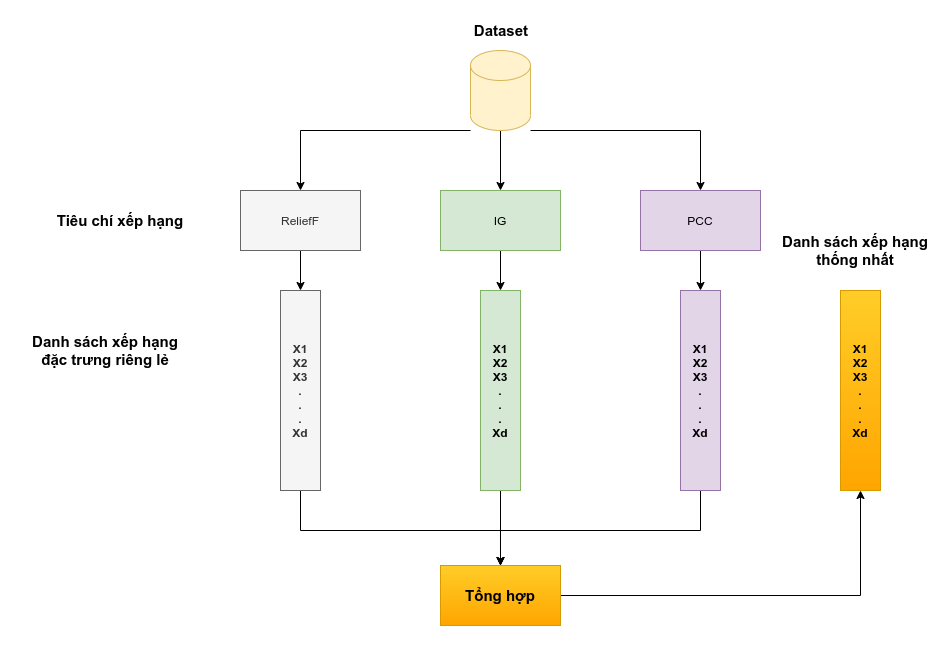 Dataset
Tiêu chí xếp hạng
ReliefF
IG
PCC
Danh sách xếp hạng
thống nhất
Danh sách xếp hạng
đặc trưng riêng lẻ
X1
X2
X3
.
.
.
Xd
X1
X2
X3
.
.
.
Xd
X1
X2
X3
.
.
.
Xd
X1
X2
X3
.
.
.
Xd
Tổng hợp